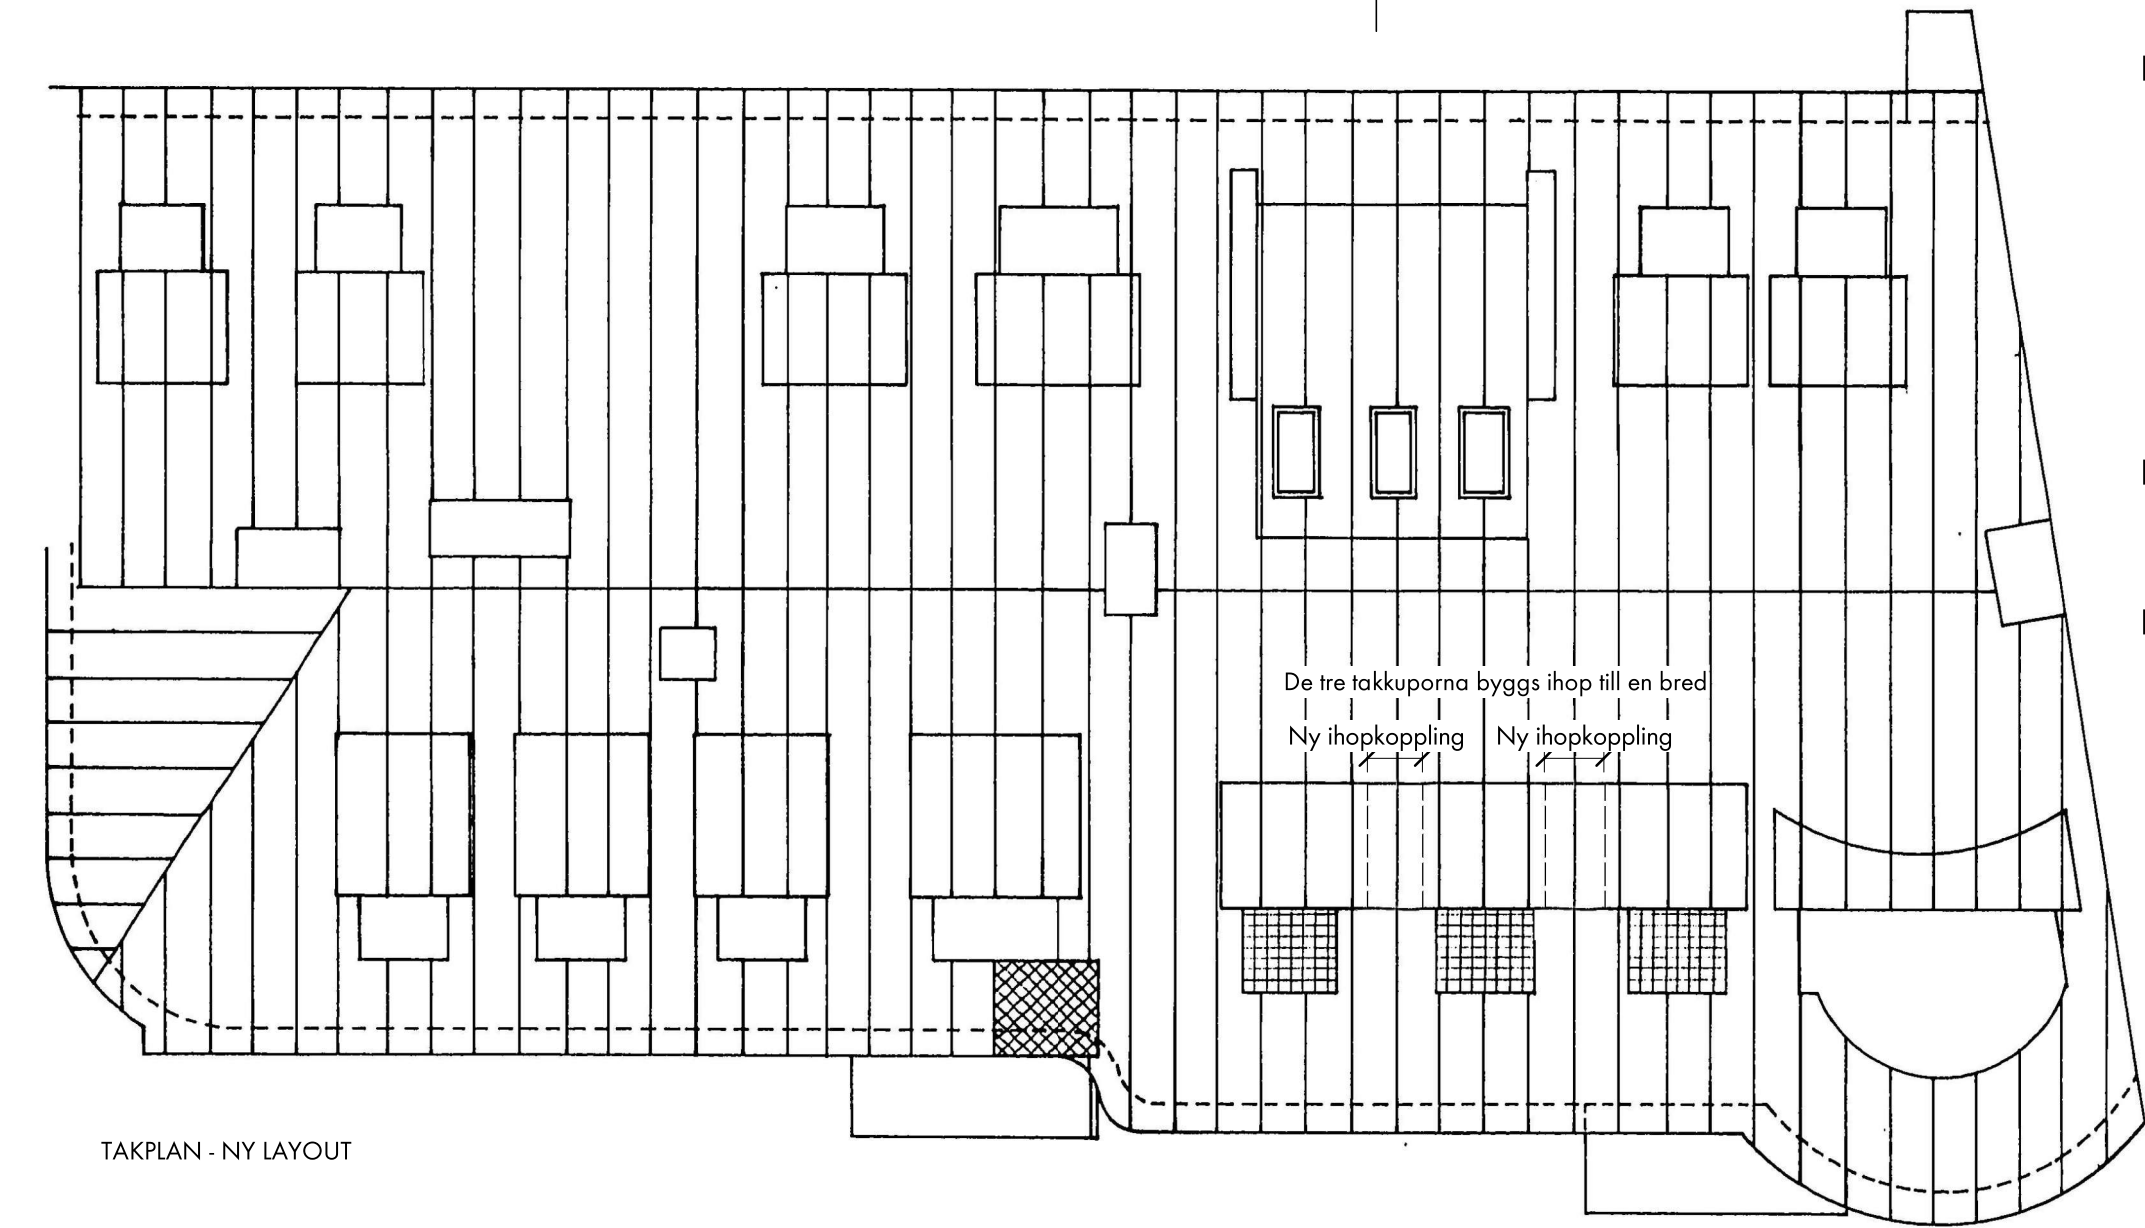 De tre takkuporna byggs ihop till en bred
Ny ihopkoppling Ny ihopkoppling
TAKPLAN - NY LAYOUT